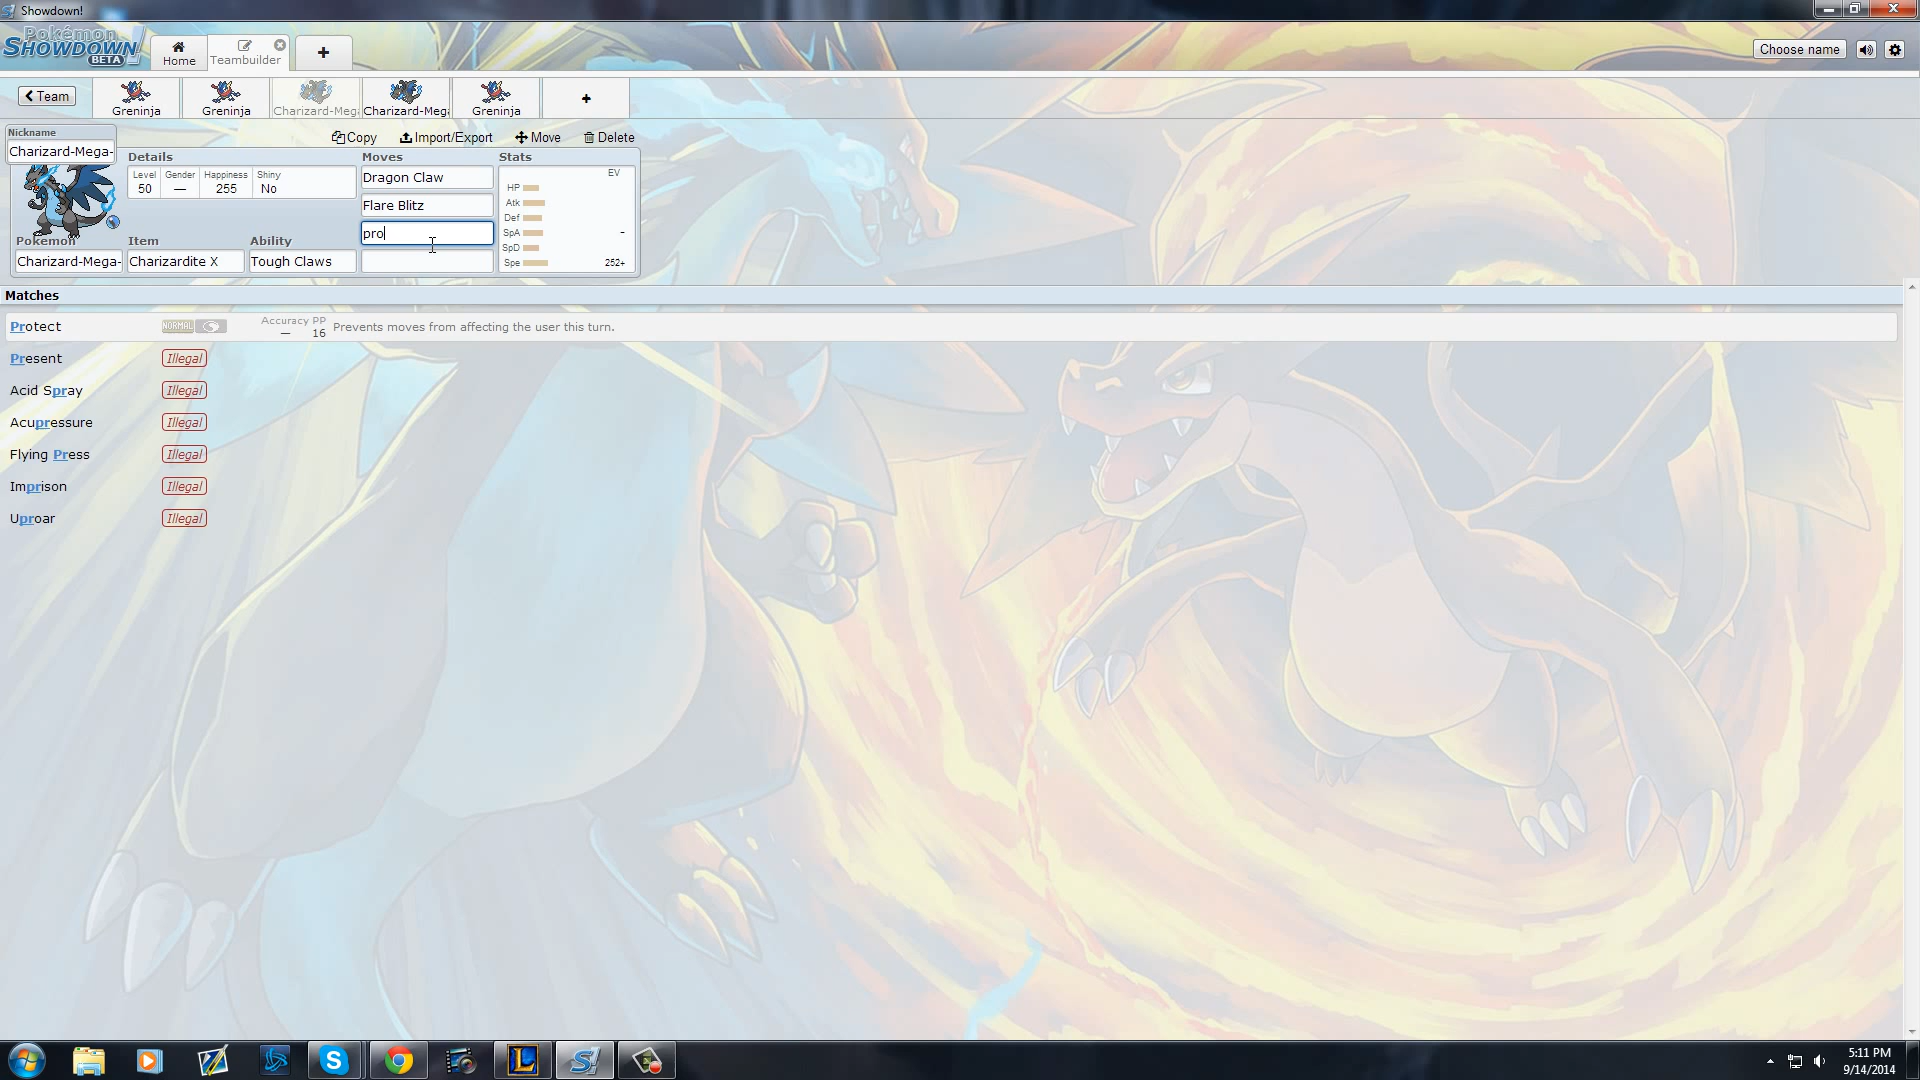 Showdown!
Pokémon
SHOWDOWN!
BETA
Home
Teambuilder
+
Choose name
Team
Greninja
Greninja
Charizard-Mega
Charizard-Mega
Greninja
+
Nickname
Charizard-Mega-
Copy
Import/Export
Move
Delete
Details
Moves
Stats
Level
Gender
Happiness
Shiny
50
—
255
No
Dragon Claw
Flare Blitz
pro
EV
HP
Atk
Def
SpA -
SpD
Spe 252+
Pokemon
Item
Ability
Charizard-Mega-
Charizardite X
Tough Claws
Matches
Protect NORMAL Accuracy — PP 16 Prevents moves from affecting the user this turn.
Present Illegal
Acid Spray Illegal
Acupressure Illegal
Flying Press Illegal
Imprison Illegal
Uproar Illegal
5:11 PM
9/14/2014